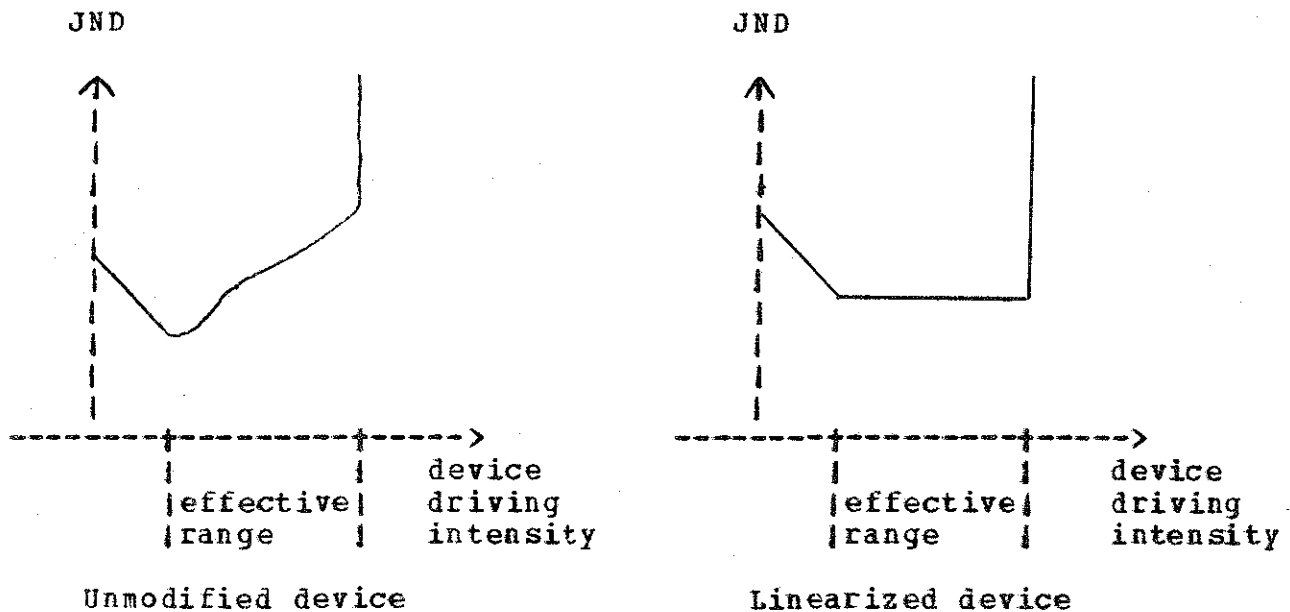 JND
JND
device
driving
intensity
effective
range
device
driving
intensity
effective
range
Unmodified device
Linearized device